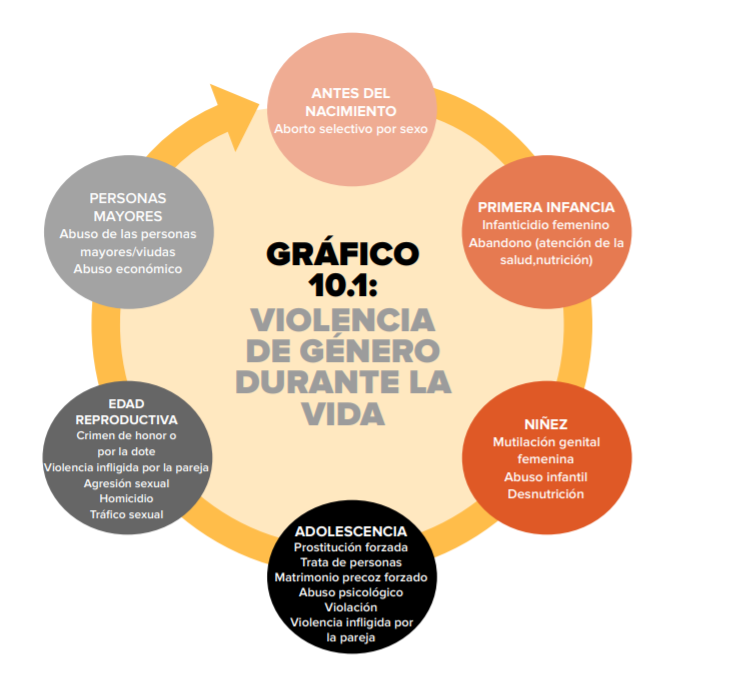 GRÁFICO
10.1:
VIOLENCIA
DE GÉNERO
DURANTE LA
VIDA
ANTES DEL
NACIMIENTO
Aborto selectivo por sexo
PRIMERA INFANCIA
Infanticidio femenino
Abandono (atención de la
salud,nutrición)
NIÑEZ
Mutilación genital
femenina
Abuso infantil
Desnutrición
ADOLESCENCIA
Prostitución forzada
Trata de personas
Matrimonio precoz forzado
Abuso psicológico
Violación
Violencia infligida por
la pareja
EDAD
REPRODUCTIVA
Crimen de honor o
por la dote
Violencia infligida por la pareja
Agresión sexual
Homicidio
Tráfico sexual
PERSONAS
MAYORES
Abuso de las personas
mayores/viudas
Abuso económico